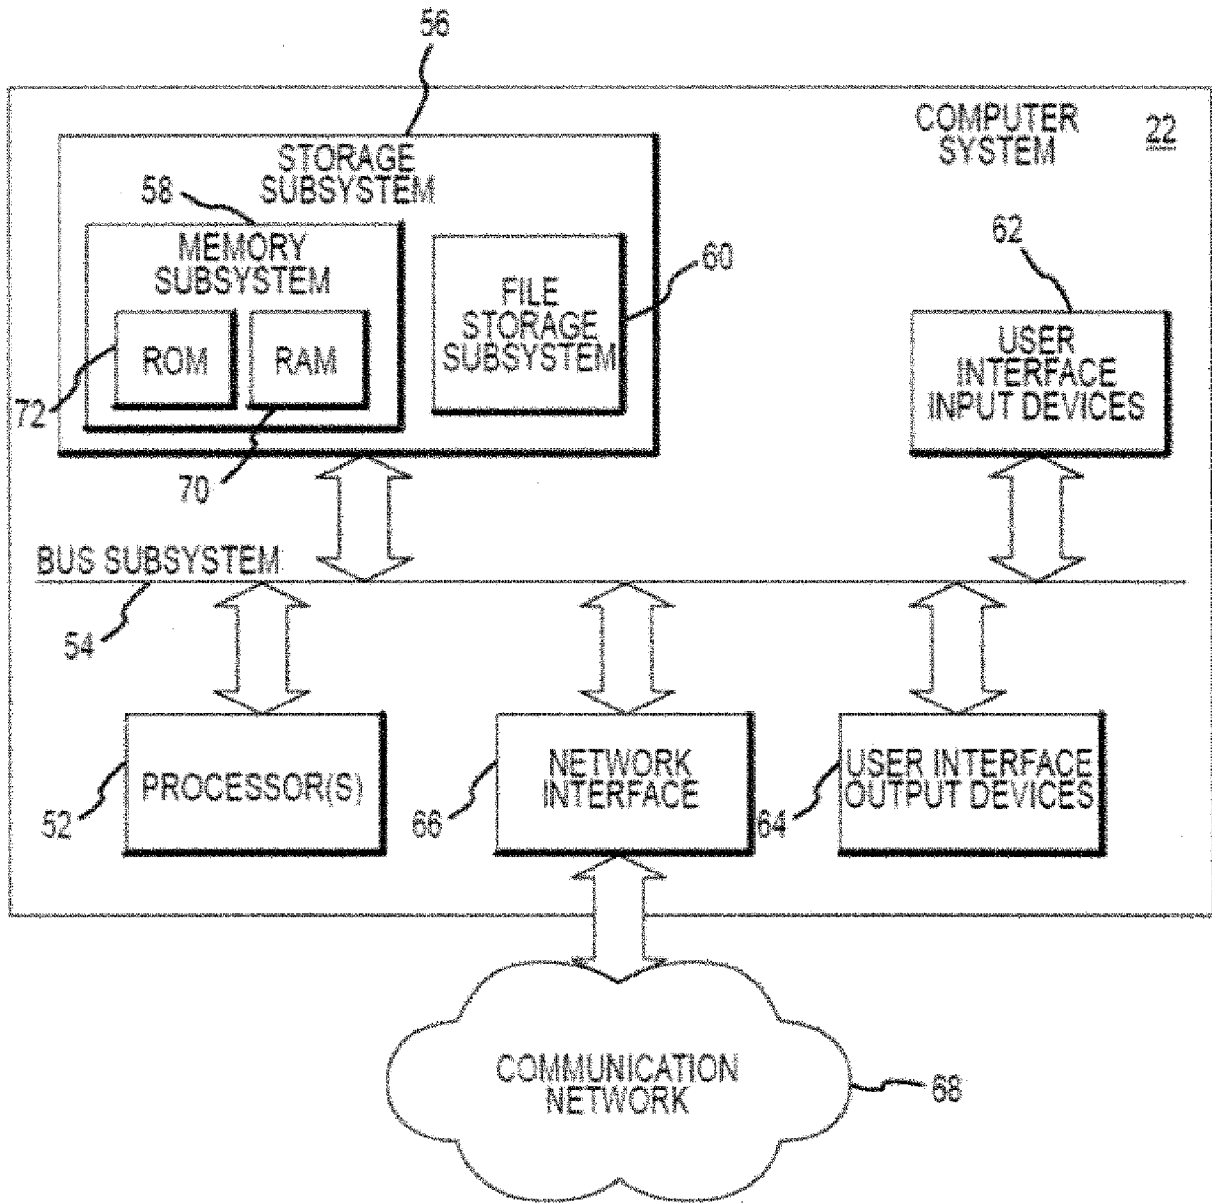 56
COMPUTER
SYSTEM
22
STORAGE
SUBSYSTEM
58
MEMORY
SUBSYSTEM
ROM
RAM
72
70
FILE
STORAGE
SUBSYSTEM
60
62
USER
INTERFACE
INPUT DEVICES
BUS SUBSYSTEM
54
PROCESSOR(S)
52
NETWORK
INTERFACE
66
USER INTERFACE
OUTPUT DEVICES
64
COMMUNICATION
NETWORK
68